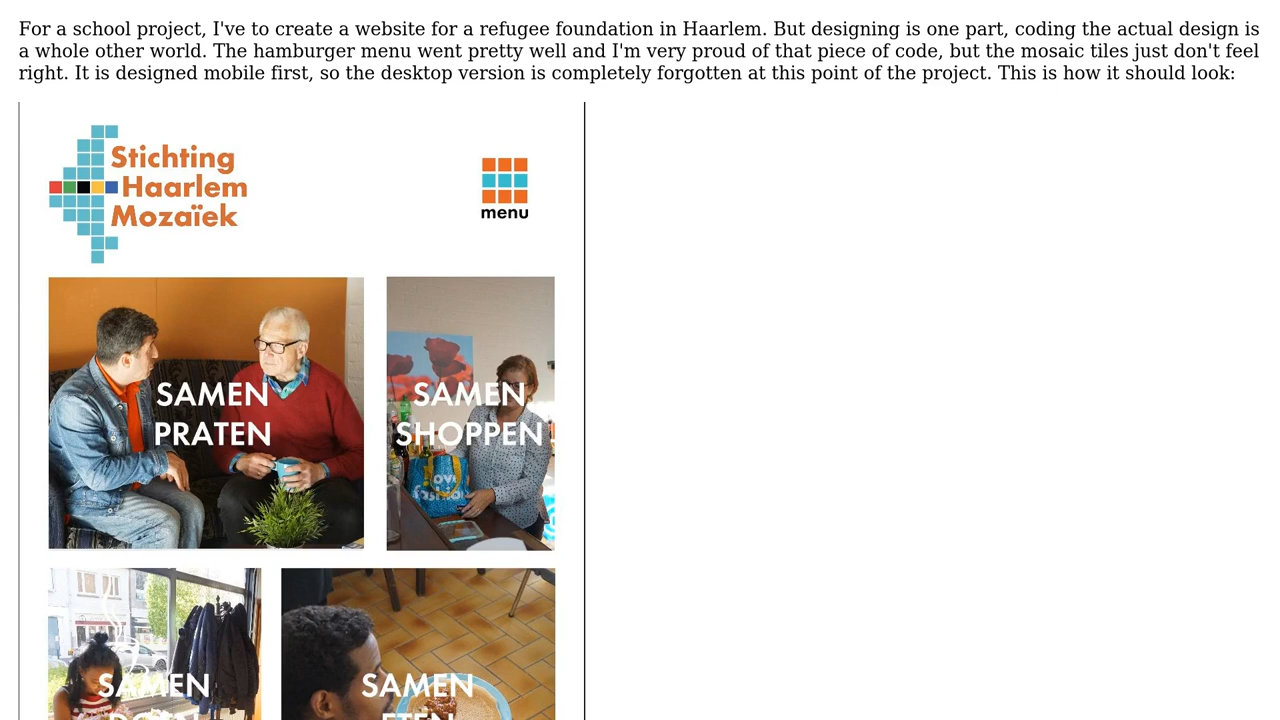 For a school project, I've to create a website for a refugee foundation in Haarlem. But designing is one part, coding the actual design is
a whole other world. The hamburger menu went pretty well and I'm very proud of that piece of code, but the mosaic tiles just don't feel
right. It is designed mobile first, so the desktop version is completely forgotten at this point of the project. This is how it should look:
Stichting
Haarlem
Mozaïek
menu
SAMEN
PRATEN
SAMEN
SHOPPEN
SAMEN
SAMEN
ETEN